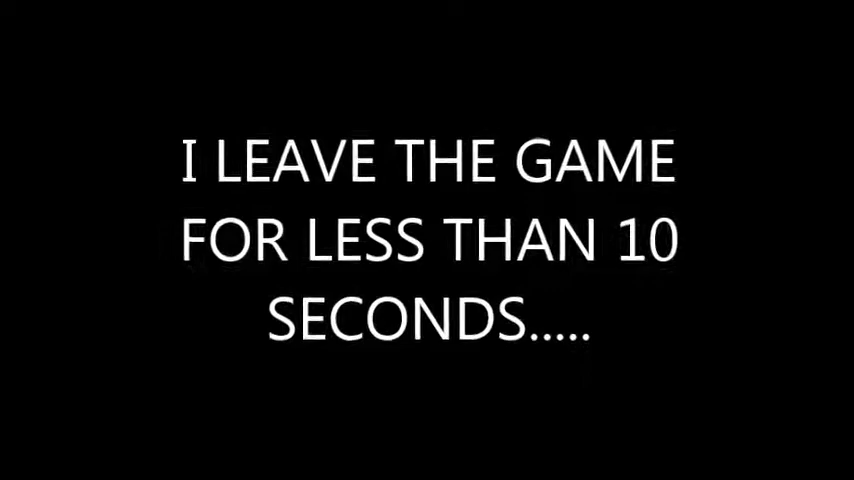 I LEAVE THE GAME
FOR LESS THAN 10
SECONDS.....